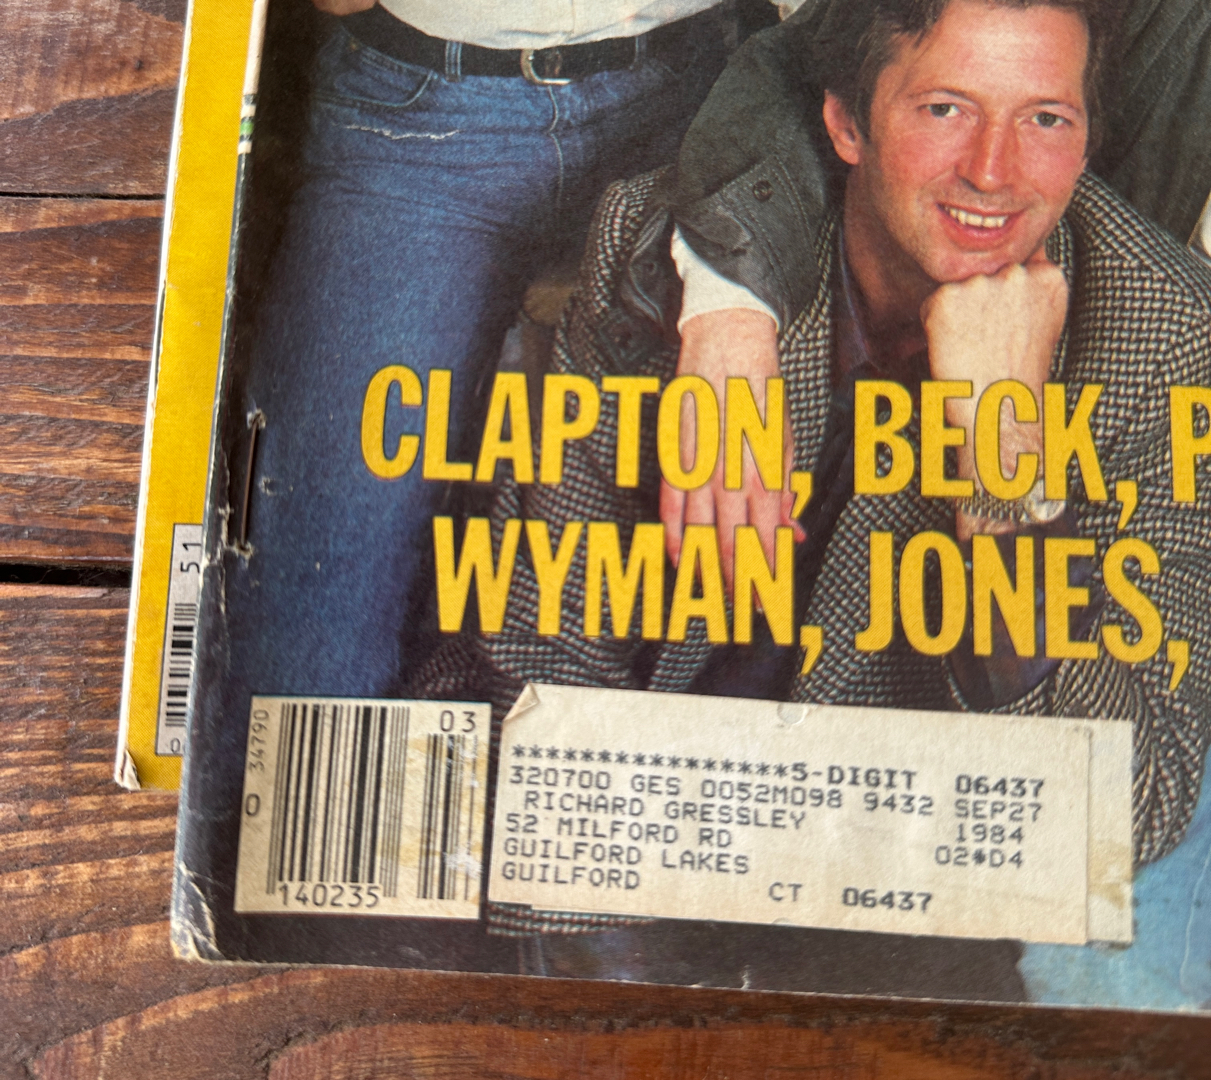 CLAPTON, BECK, P
WYMAN, JONES,
51
0 34790
03
140235
****************5-DIGIT 06437
320700 GES 0052M098 9432 SEP27
RICHARD GRESSLEY 1984
52 MILFORD RD 02#D4
GUILFORD LAKES
GUILFORD CT 06437